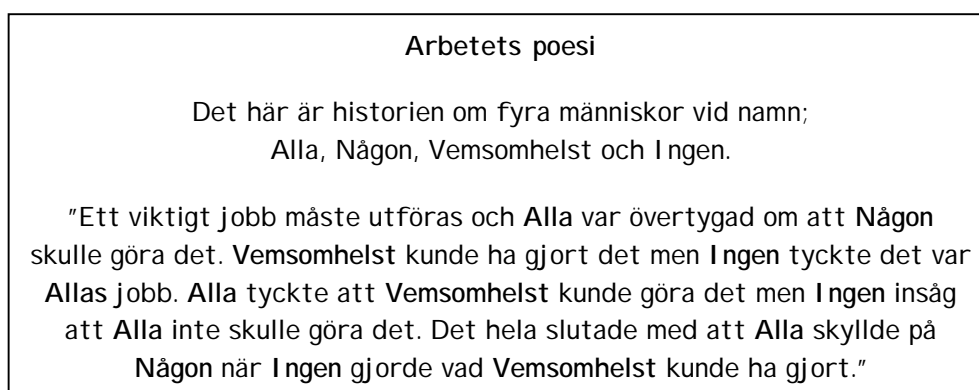 Arbetets poesi
Det här är historien om fyra människor vid namn;
Alla, Någon, Vemsomhelst och Ingen.
"Ett viktigt jobb måste utföras och Alla var övertygad om att Någon
skulle göra det. Vemsomhelst kunde ha gjort det men Ingen tyckte det var
Allas jobb. Alla tyckte att Vemsomhelst kunde göra det men Ingen insåg
att Alla inte skulle göra det. Det hela slutade med att Alla skyllde på
Någon när Ingen gjorde vad Vemsomhelst kunde ha gjort."